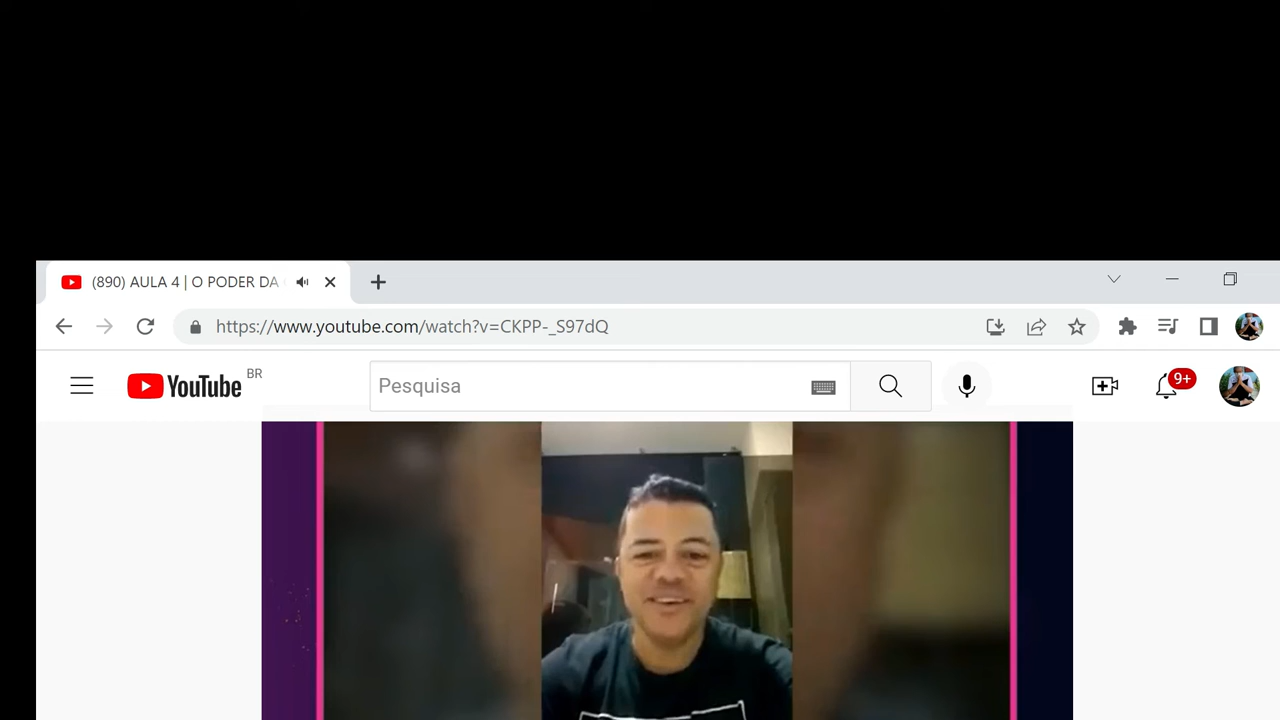 (890) AULA 4 | O PODER DA
https://www.youtube.com/watch?v=CKPP-_S97dQ
YouTube BR
Pesquisa
9+